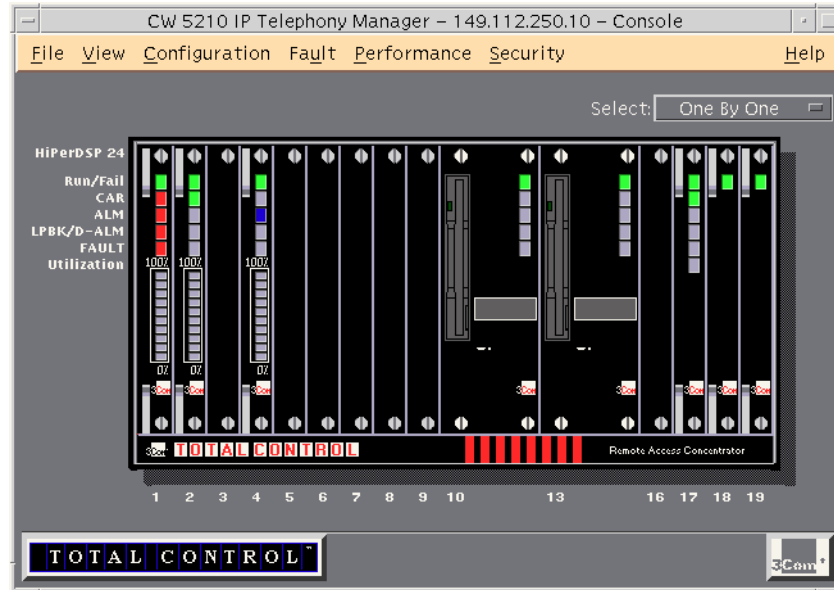 CW 5210 IP Telephony Manager – 149.112.250.10 – Console
File View Configuration Fault Performance Security Help
Select: One By One
HiPerDSP 24
Run/Fail
CAR
ALM
LPBK/D-ALM
FAULT
Utilization
100% 100% 100%
0% 0% 0%
3Com 3Com 3Com 3Com 3Com 3Com 3Com 3Com
3Com TOTAL CONTROL Remote Access Concentrator
1 2 3 4 5 6 7 8 9 10 13 16 17 18 19
TOTAL CONTROL™
3Com